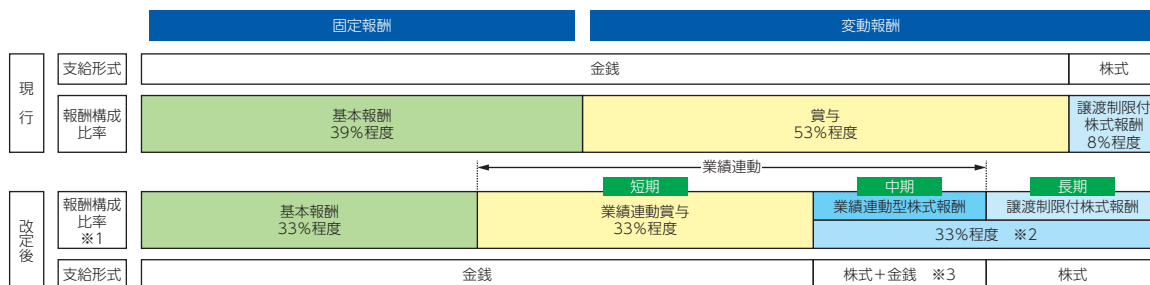 固定報酬
変動報酬
現行
支給形式
金銭
株式
報酬構成
比率
基本報酬
39%程度
賞与
53%程度
譲渡制限付
株式報酬
8%程度
業績連動
短期
中期
長期
改定後
報酬構成
比率
※1
基本報酬
33%程度
業績連動賞与
33%程度
業績連動型株式報酬
譲渡制限付株式報酬
33%程度 ※2
支給形式
金銭
株式+金銭 ※3
株式